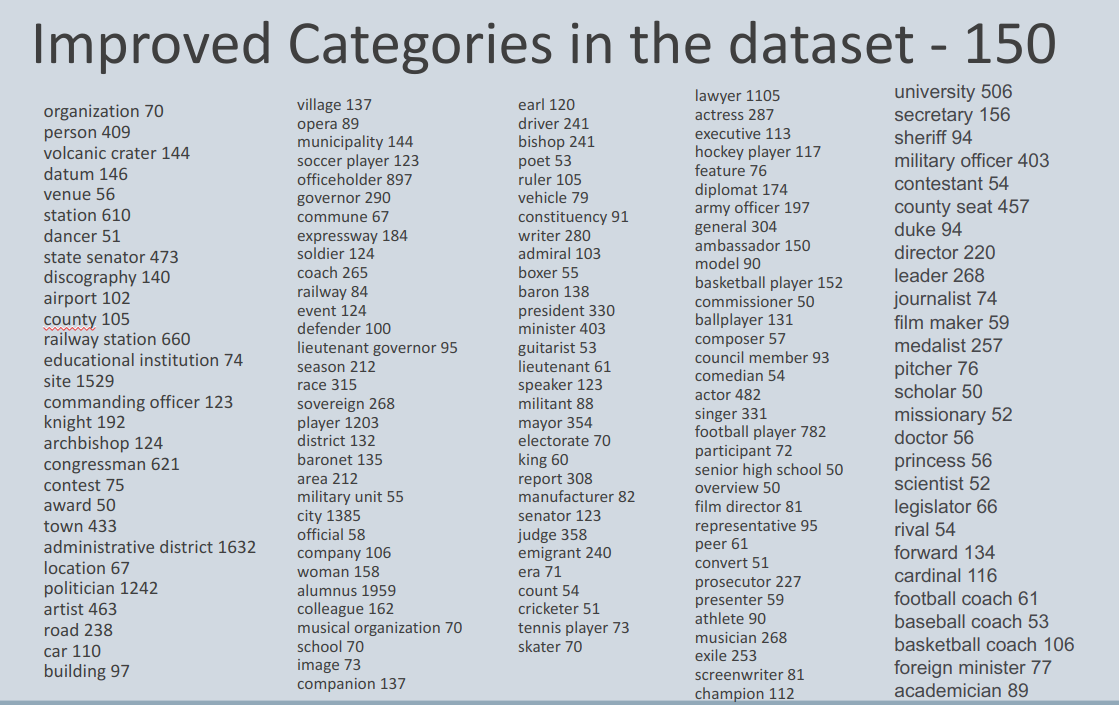 Improved Categories in the dataset - 150
organization 70
person 409
volcanic crater 144
datum 146
venue 56
station 610
dancer 51
state senator 473
discography 140
airport 102
county 105
railway station 660
educational institution 74
site 1529
commanding officer 123
knight 192
archbishop 124
congressman 621
contest 75
award 50
town 433
administrative district 1632
location 67
politician 1242
artist 463
road 238
car 110
building 97
village 137
opera 89
municipality 144
soccer player 123
officeholder 897
governor 290
commune 67
expressway 184
soldier 124
coach 265
railway 84
event 124
defender 100
lieutenant governor 95
season 212
race 315
sovereign 268
player 1203
district 132
baronet 135
area 212
military unit 55
city 1385
official 58
company 106
woman 158
alumnus 1959
colleague 162
musical organization 70
school 70
image 73
companion 137
earl 120
driver 241
bishop 241
poet 53
ruler 105
vehicle 79
constituency 91
writer 280
admiral 103
boxer 55
baron 138
president 330
minister 403
guitarist 53
lieutenant 61
speaker 123
militant 88
mayor 354
electorate 70
king 60
report 308
manufacturer 82
senator 123
judge 358
emigrant 240
era 71
count 54
cricketer 51
tennis player 73
skater 70
lawyer 1105
actress 287
executive 113
hockey player 117
feature 76
diplomat 174
army officer 197
general 304
ambassador 150
model 90
basketball player 152
commissioner 50
ballplayer 131
composer 57
council member 93
comedian 54
actor 482
singer 331
football player 782
participant 72
senior high school 50
overview 50
film director 81
representative 95
peer 61
convert 51
prosecutor 227
presenter 59
athlete 90
musician 268
exile 253
screenwriter 81
champion 112
university 506
secretary 156
sheriff 94
military officer 403
contestant 54
county seat 457
duke 94
director 220
leader 268
journalist 74
film maker 59
medalist 257
pitcher 76
scholar 50
missionary 52
doctor 56
princess 56
scientist 52
legislator 66
rival 54
forward 134
cardinal 116
football coach 61
baseball coach 53
basketball coach 106
foreign minister 77
academician 89